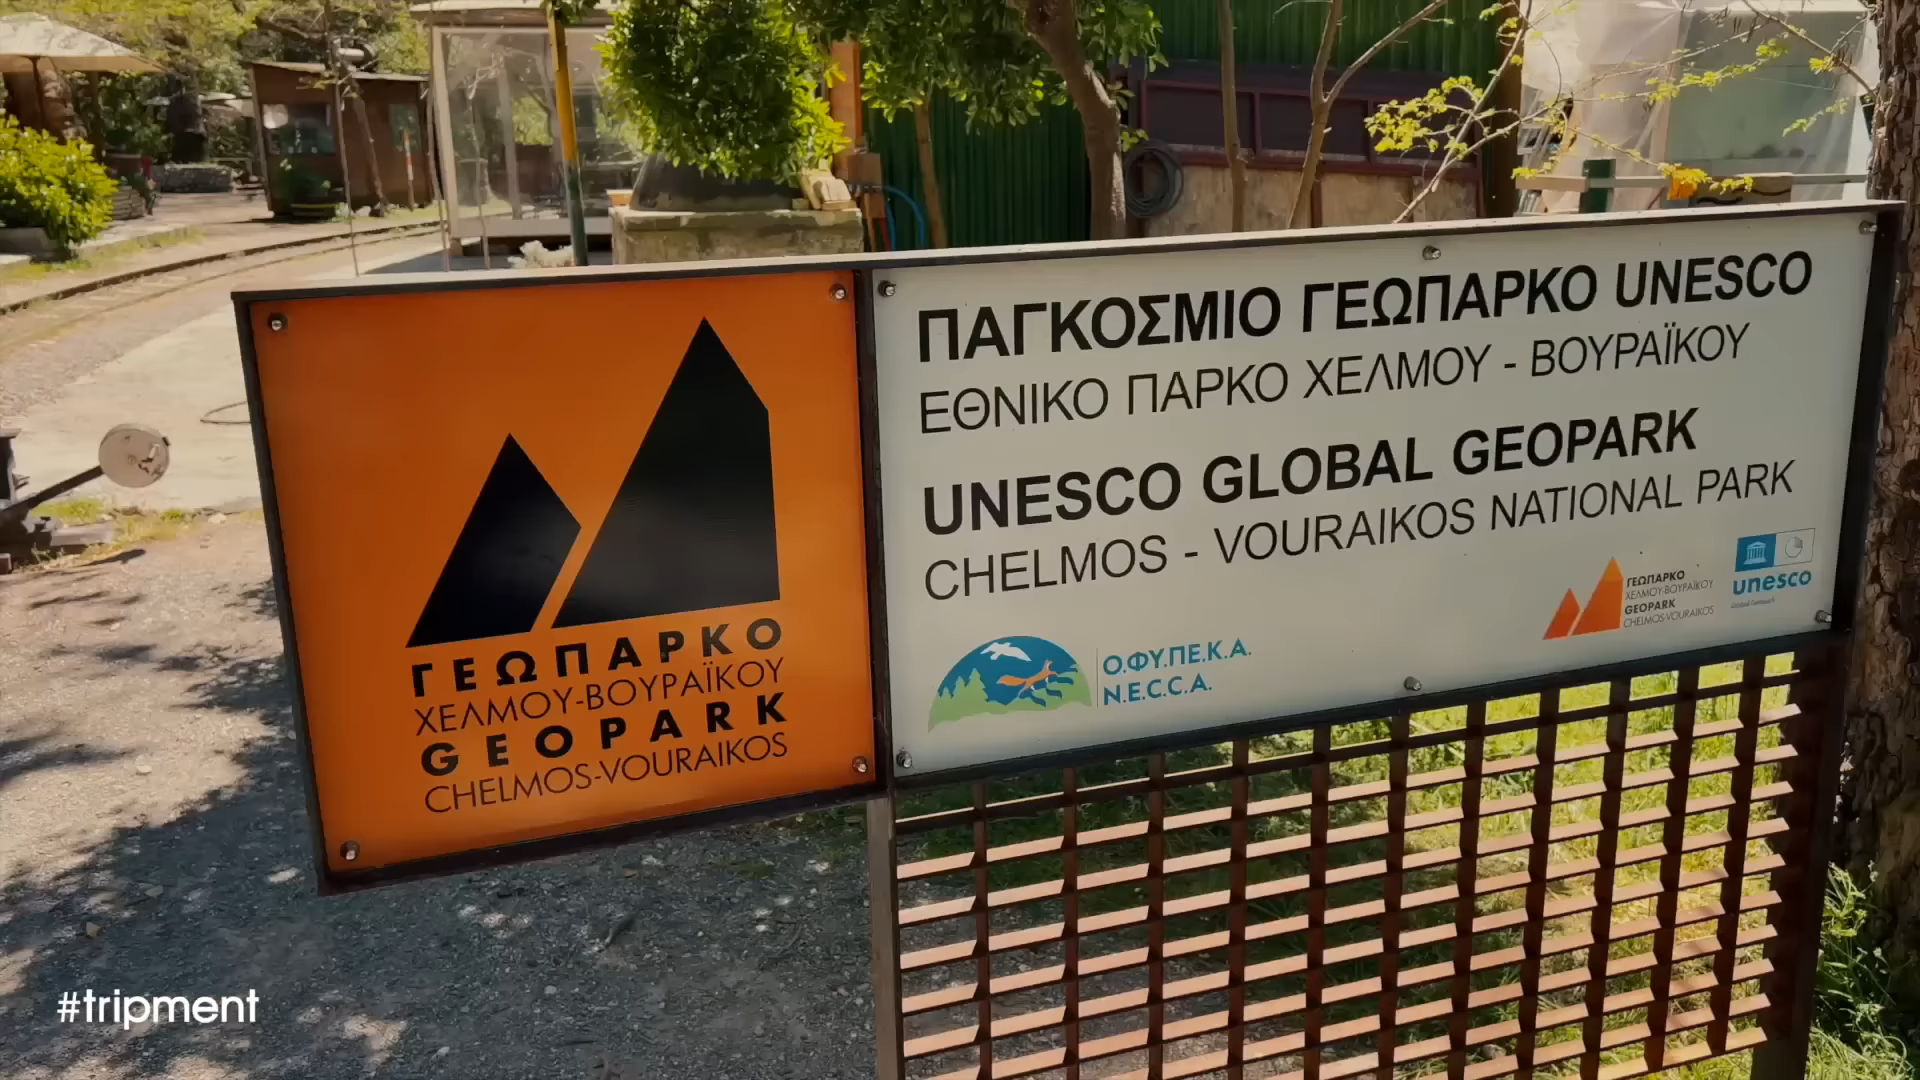 ΓΕΩΠΑΡΚΟ
ΧΕΛΜΟΥ-ΒΟΥΡΑΪΚΟΥ
GEOPARK
CHELMOS-VOURAIKOS
ΠΑΓΚΟΣΜΙΟ ΓΕΩΠΑΡΚΟ UNESCO
ΕΘΝΙΚΟ ΠΑΡΚΟ ΧΕΛΜΟΥ - ΒΟΥΡΑΪΚΟΥ
UNESCO GLOBAL GEOPARK
CHELMOS - VOURAIKOS NATIONAL PARK
Ο.ΦΥ.ΠΕ.Κ.Α.
N.E.C.C.A.
ΓΕΩΠΑΡΚΟ
ΧΕΛΜΟΥ-ΒΟΥΡΑΪΚΟΥ
GEOPARK
CHELMOS-VOURAIKOS
unesco
#tripment